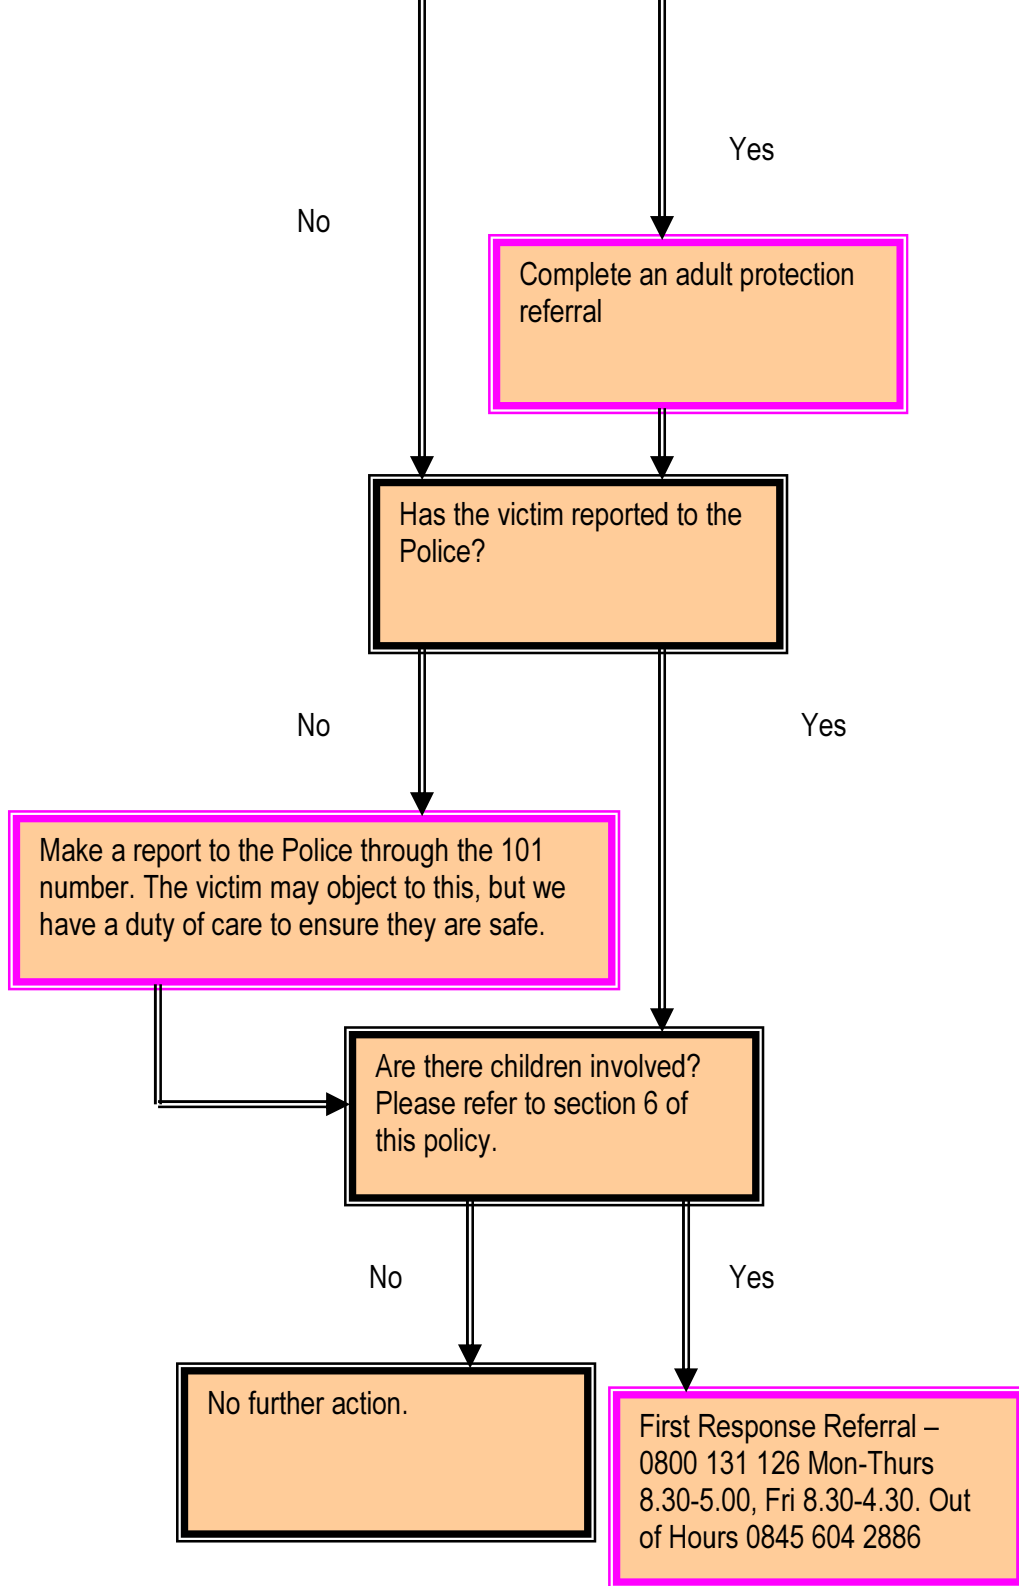 Yes
No
Complete an adult protection
referral
Has the victim reported to the
Police?
No
Yes
Make a report to the Police through the 101
number. The victim may object to this, but we
have a duty of care to ensure they are safe.
Are there children involved?
Please refer to section 6 of
this policy.
No
Yes
No further action.
First Response Referral –
0800 131 126 Mon-Thurs
8.30-5.00, Fri 8.30-4.30. Out
of Hours 0845 604 2886